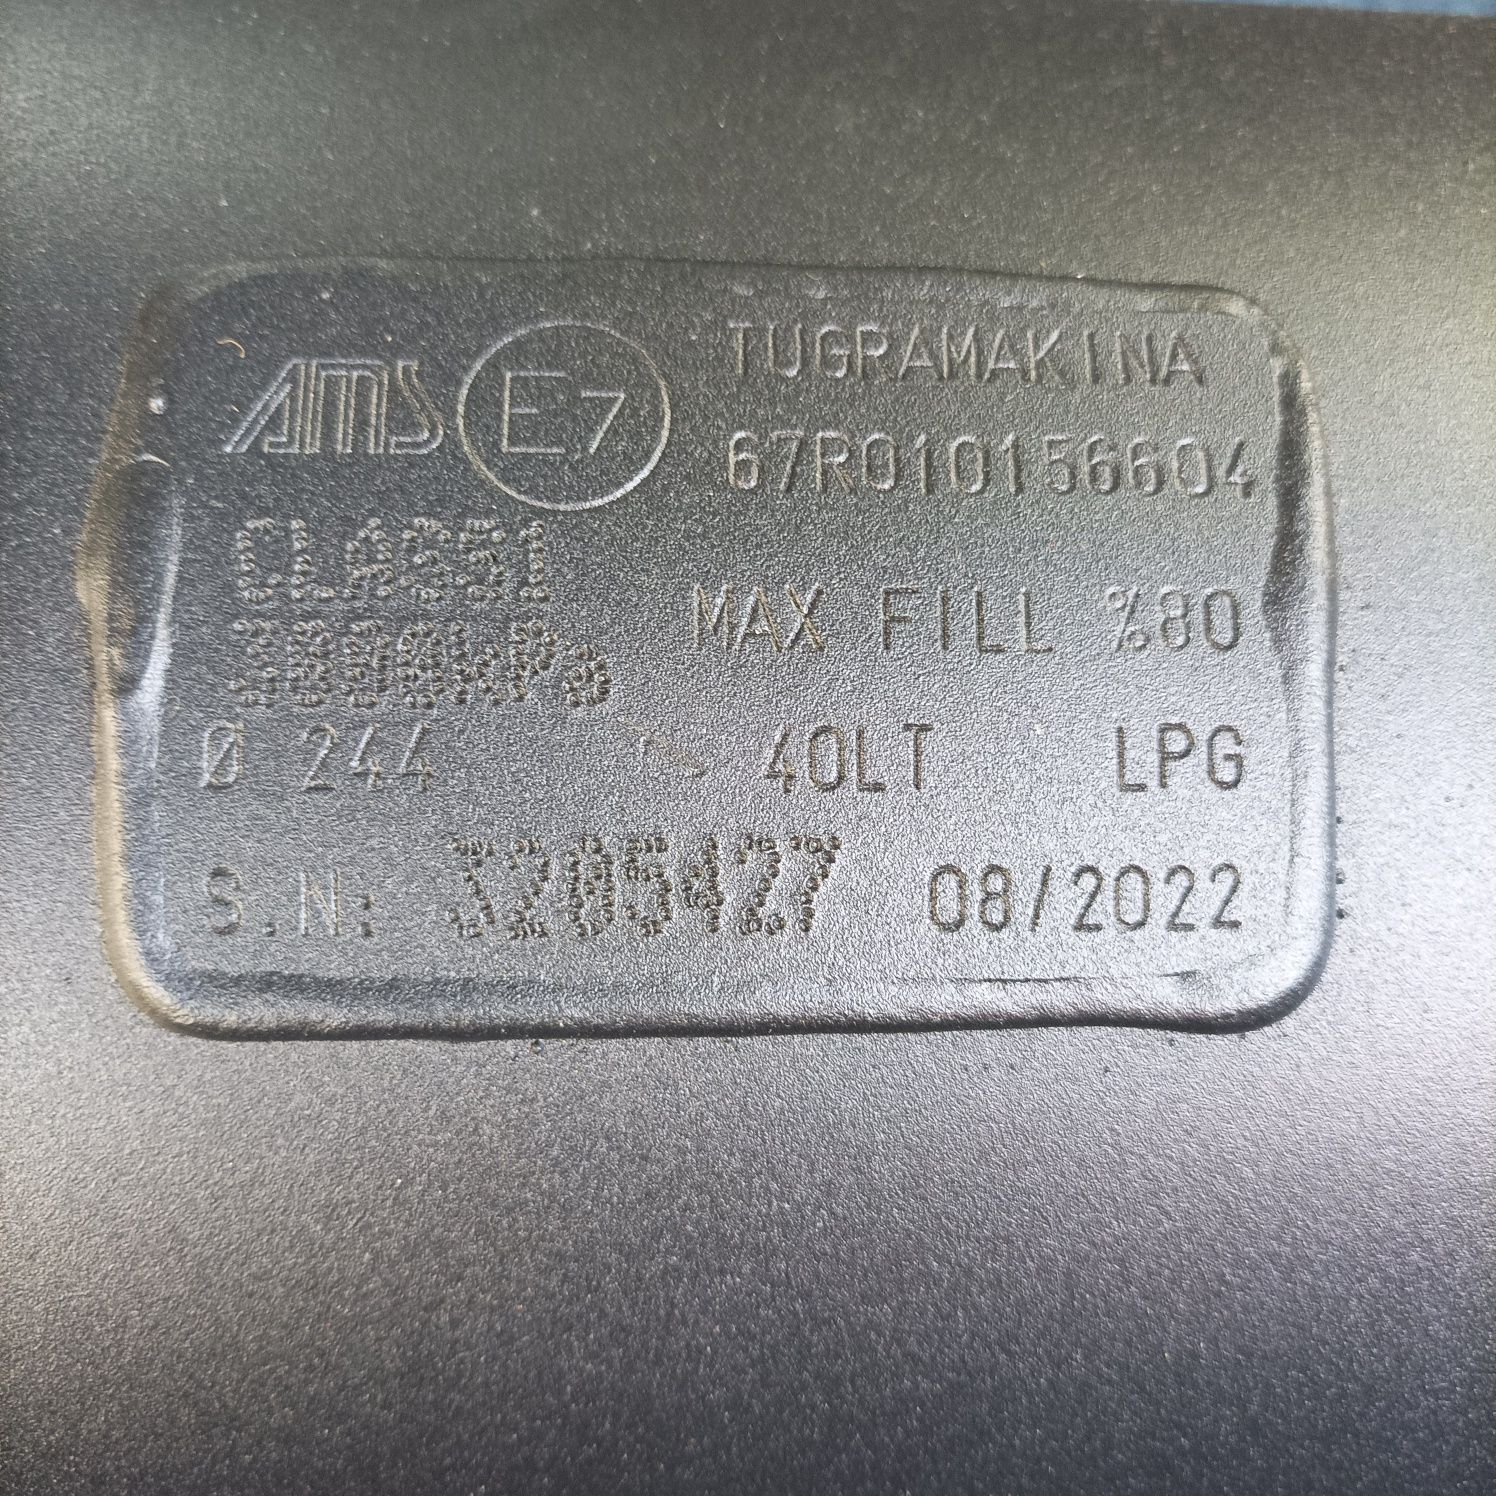 AMS E7 TUGRAMAKINA
67R010156604
CLASS1
3000kPa MAX FILL %80
Ø 244 40LT LPG
S.N: 3205427 08/2022